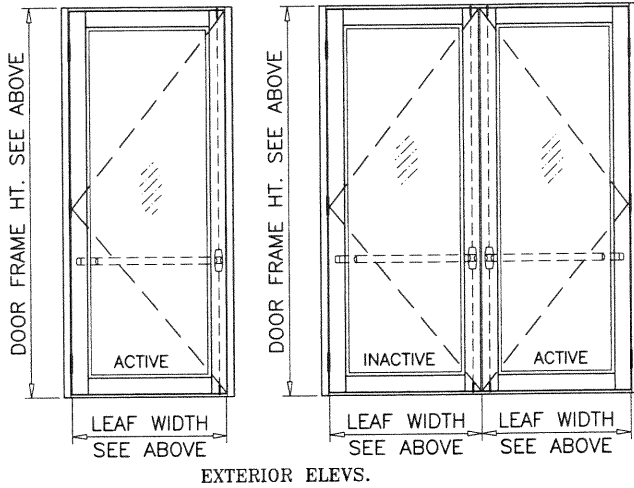 DOOR FRAME HT. SEE ABOVE
ACTIVE
LEAF WIDTH
SEE ABOVE
DOOR FRAME HT. SEE ABOVE
INACTIVE
ACTIVE
LEAF WIDTH
SEE ABOVE
LEAF WIDTH
SEE ABOVE
EXTERIOR ELEVS.